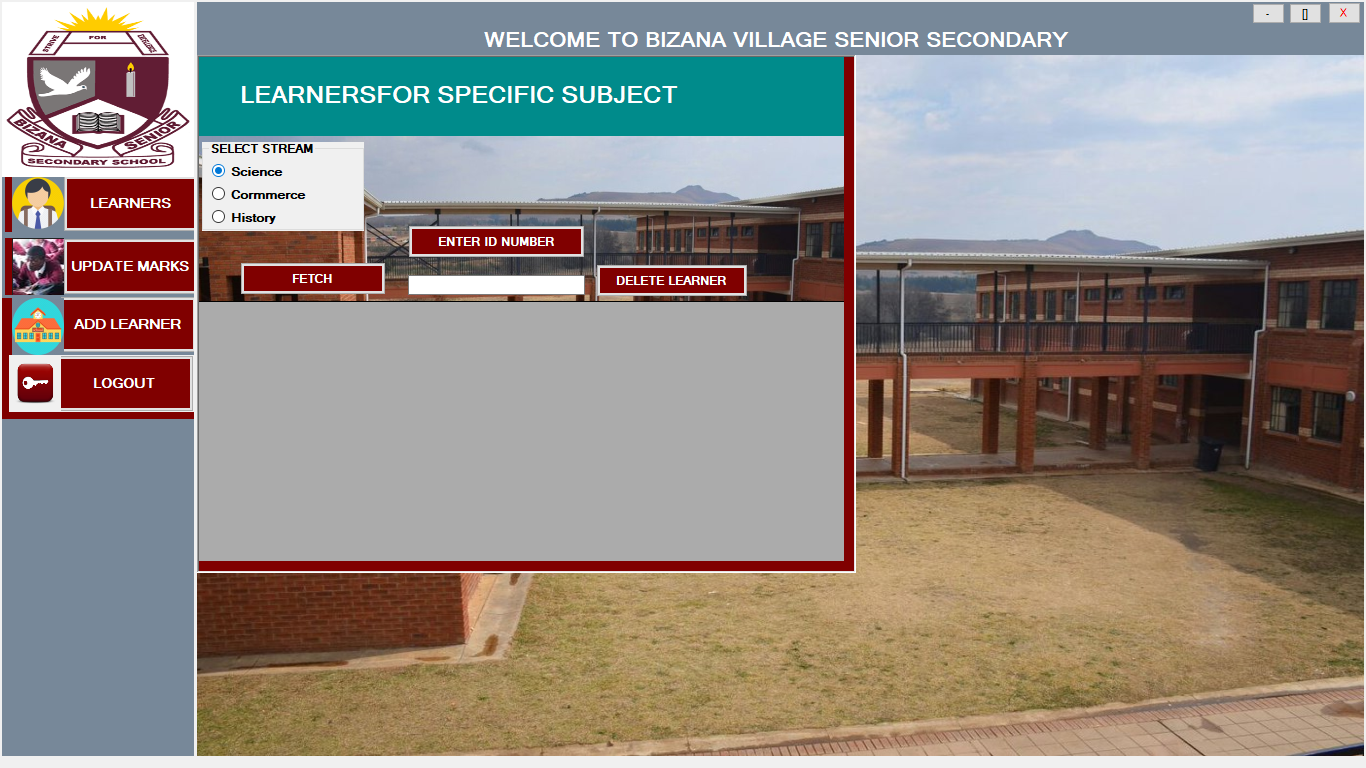 STRIVE FOR
BIZANA SENIOR
SECONDARY SCHOOL
- [] X
WELCOME TO BIZANA VILLAGE SENIOR SECONDARY
LEARNERSFOR SPECIFIC SUBJECT
SELECT STREAM
Science
Cormmerce
History
ENTER ID NUMBER
FETCH
DELETE LEARNER
LEARNERS
UPDATE MARKS
ADD LEARNER
LOGOUT